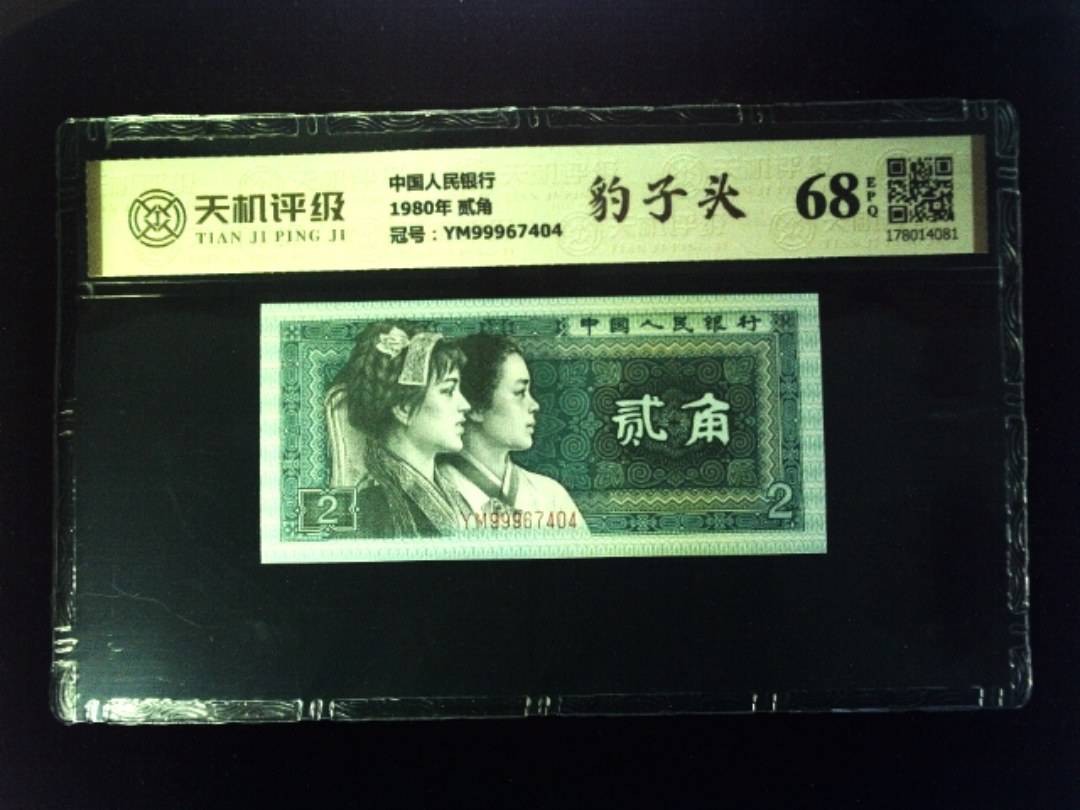 天机评级
TIAN JI PING JI
中国人民银行
1980年 贰角
冠号：YM99967404
豹子头
68
EPQ
178014081
中国人民银行
贰角
2
2
YM99967404